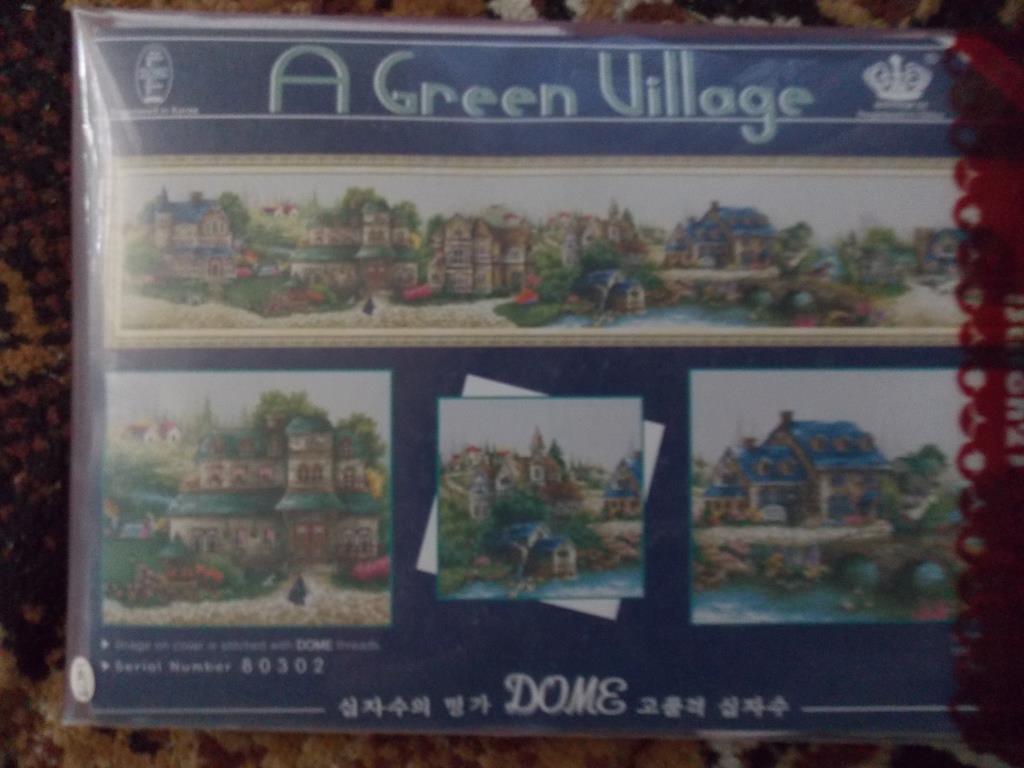 A Green Village
Image on cover is stitched with DOME threads.
Serial Number 80302
십자수의 명가 DOME 고품격 십자수